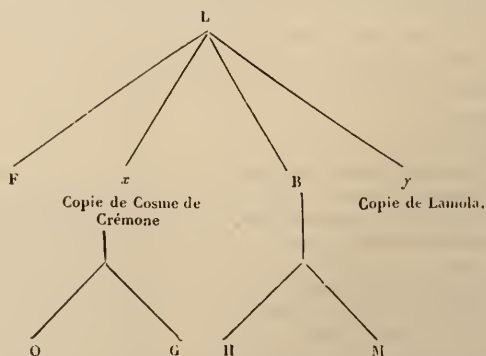 L
F x B y
Copie de Cosme de
Crémone
Copie de Lamola.
O G H M